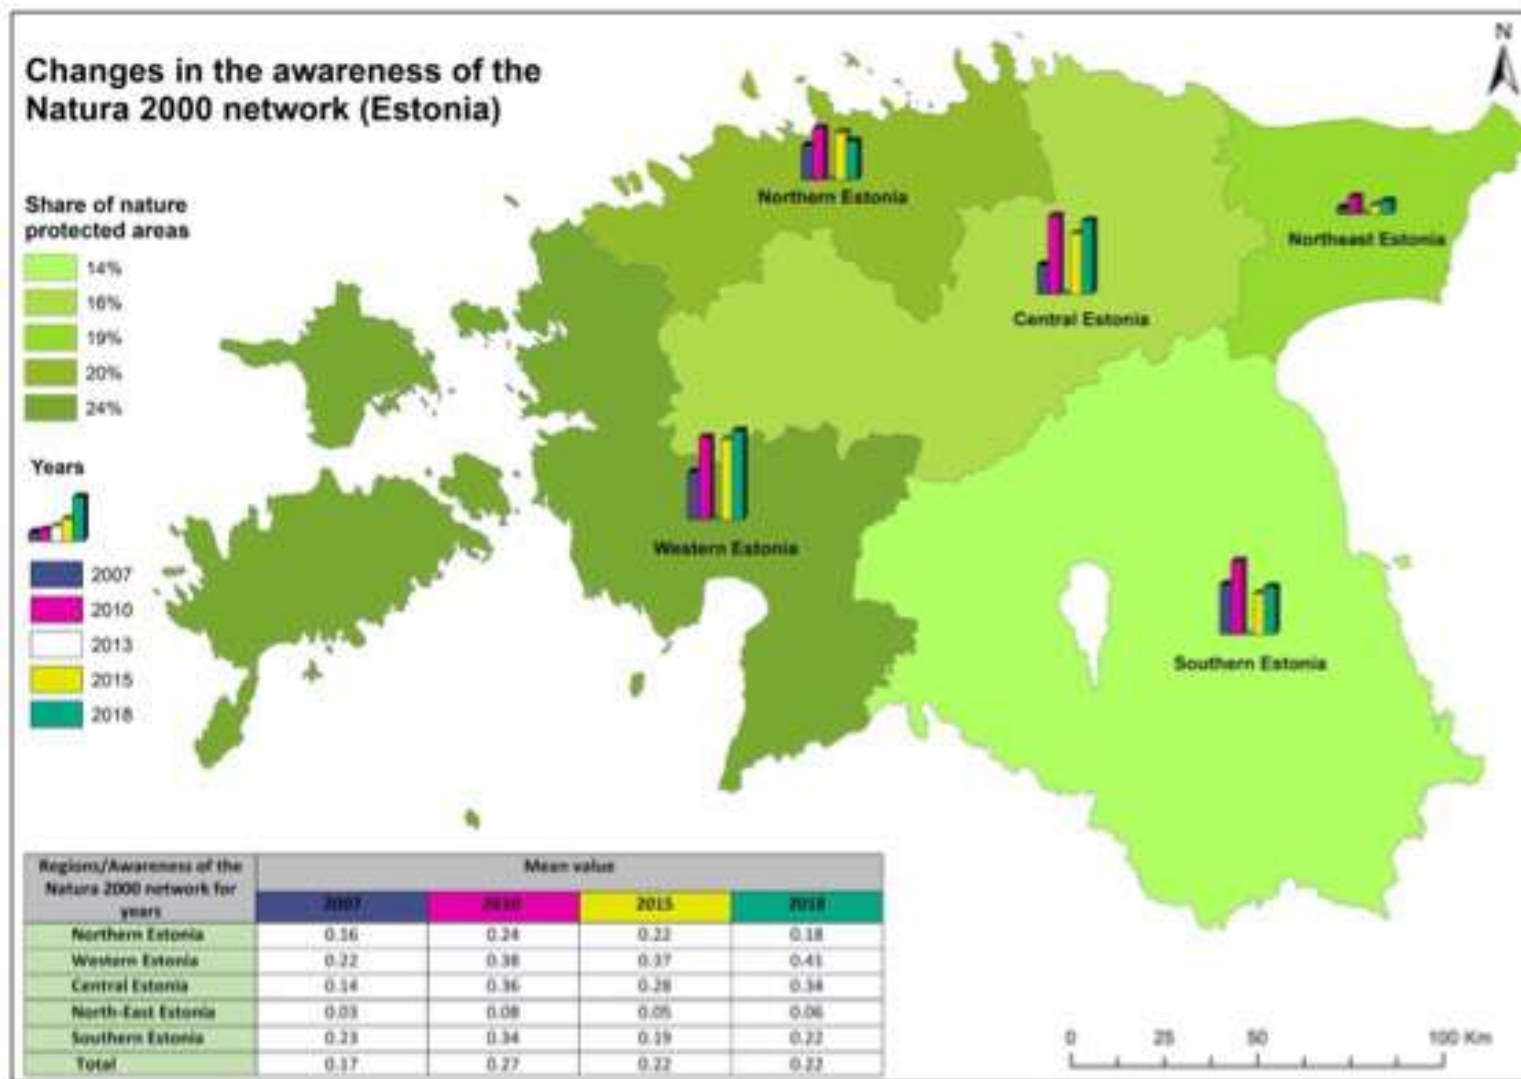 Changes in the awareness of the
Natura 2000 network (Estonia)
N
Share of nature
protected areas
14%
16%
19%
20%
24%
Years
2007
2010
2013
2015
2018
Northern Estonia
Northeast Estonia
Central Estonia
Western Estonia
Southern Estonia
Regions/Awareness of the
Natura 2000 network for
years
Mean value
2007 2010 2015 2018
Northern Estonia 0.16 0.24 0.22 0.18
Western Estonia 0.22 0.38 0.37 0.41
Central Estonia 0.14 0.36 0.28 0.34
North-East Estonia 0.03 0.08 0.05 0.06
Southern Estonia 0.23 0.34 0.19 0.22
Total 0.17 0.27 0.22 0.22
0 25 50 100 Km